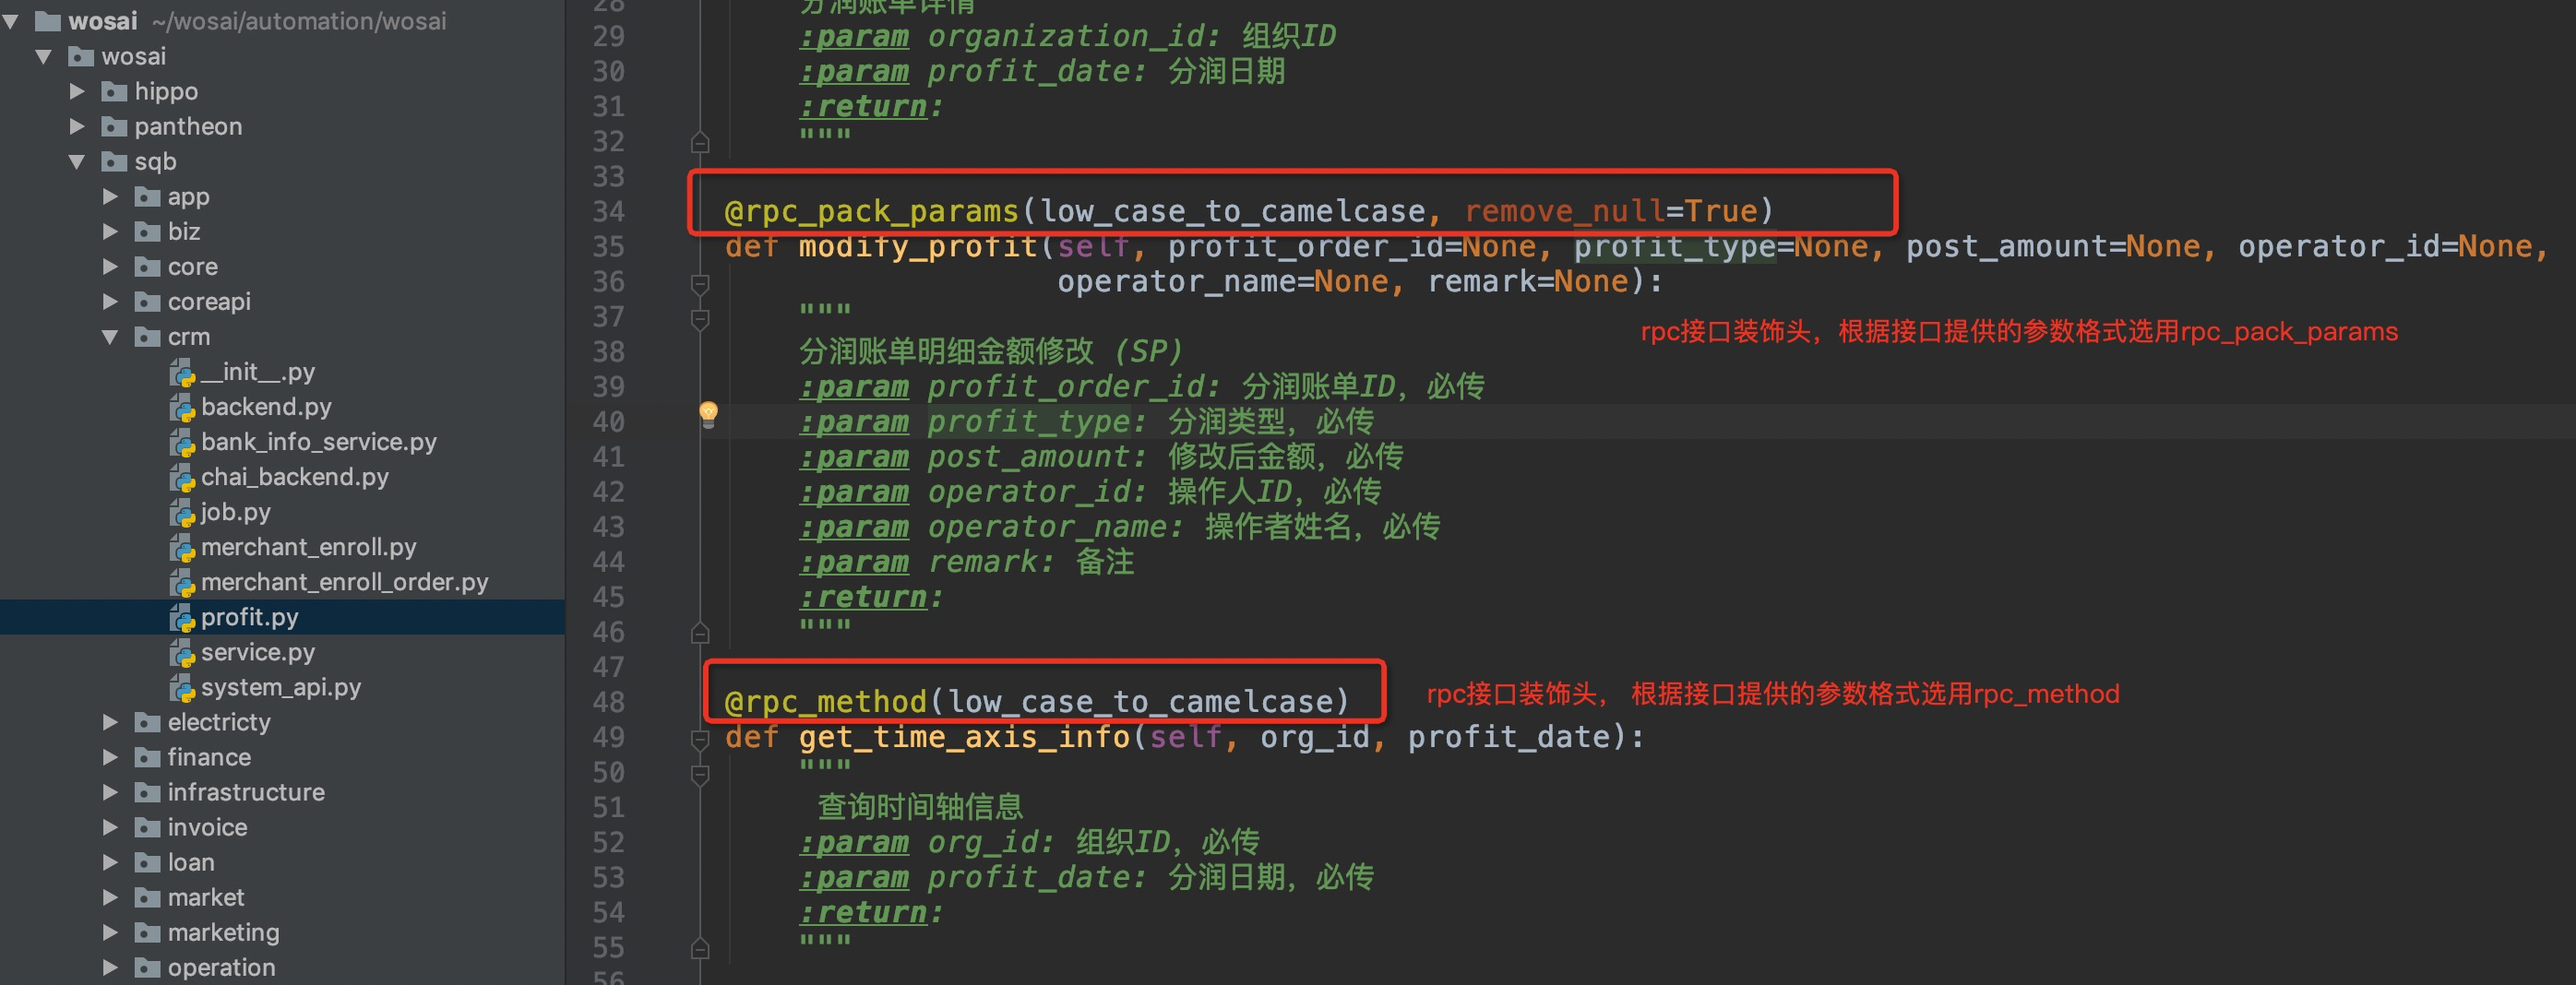 wosai ~/wosai/automation/wosai
wosai
hippo
pantheon
sqb
app
biz
core
coreapi
crm
__init__.py
backend.py
bank_info_service.py
chai_backend.py
job.py
merchant_enroll.py
merchant_enroll_order.py
profit.py
service.py
system_api.py
electricty
finance
infrastructure
invoice
loan
market
marketing
operation
28 分润账单详情
29 :param organization_id: 组织ID
30 :param profit_date: 分润日期
31 :return:
32 """
33
34 @rpc_pack_params(low_case_to_camelcase, remove_null=True)
35 def modify_profit(self, profit_order_id=None, profit_type=None, post_amount=None, operator_id=None,
36 operator_name=None, remark=None):
37 """
rpc接口装饰头，根据接口提供的参数格式选用rpc_pack_params
38 分润账单明细金额修改 (SP)
39 :param profit_order_id: 分润账单ID，必传
40 :param profit_type: 分润类型，必传
41 :param post_amount: 修改后金额，必传
42 :param operator_id: 操作人ID，必传
43 :param operator_name: 操作者姓名，必传
44 :param remark: 备注
45 :return:
46 """
47
48 @rpc_method(low_case_to_camelcase) rpc接口装饰头， 根据接口提供的参数格式选用rpc_method
49 def get_time_axis_info(self, org_id, profit_date):
50 """
51 查询时间轴信息
52 :param org_id: 组织ID，必传
53 :param profit_date: 分润日期，必传
54 :return:
55 """
56